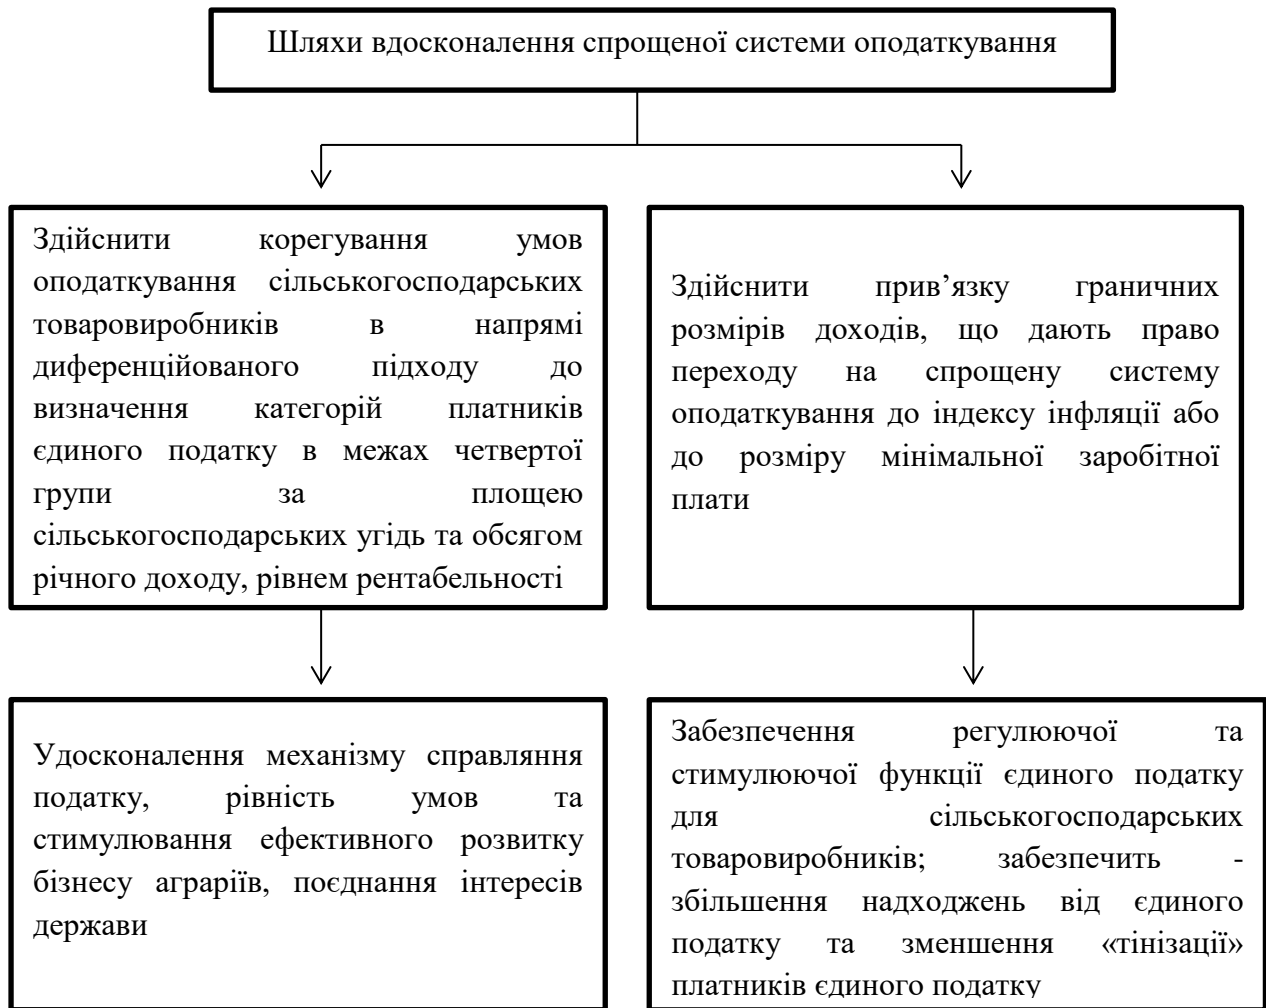 Шляхи вдосконалення спрощеної системи оподаткування
Здійснити корегування умов
оподаткування сільськогосподарських
товаровиробників в напрямі
диференційованого підходу до
визначення категорій платників
єдиного податку в межах четвертої
групи за площею
сільськогосподарських угідь та обсягом
річного доходу, рівнем рентабельності
Здійснити прив’язку граничних
розмірів доходів, що дають право
переходу на спрощену систему
оподаткування до індексу інфляції або
до розміру мінімальної заробітної
плати
Удосконалення механізму справляння
податку, рівність умов та
стимулювання ефективного розвитку
бізнесу аграріїв, поєднання інтересів
держави
Забезпечення регулюючої та
стимулюючої функції єдиного податку
для сільськогосподарських
товаровиробників; забезпечить -
збільшення надходжень від єдиного
податку та зменшення «тінізації»
платників єдиного податку